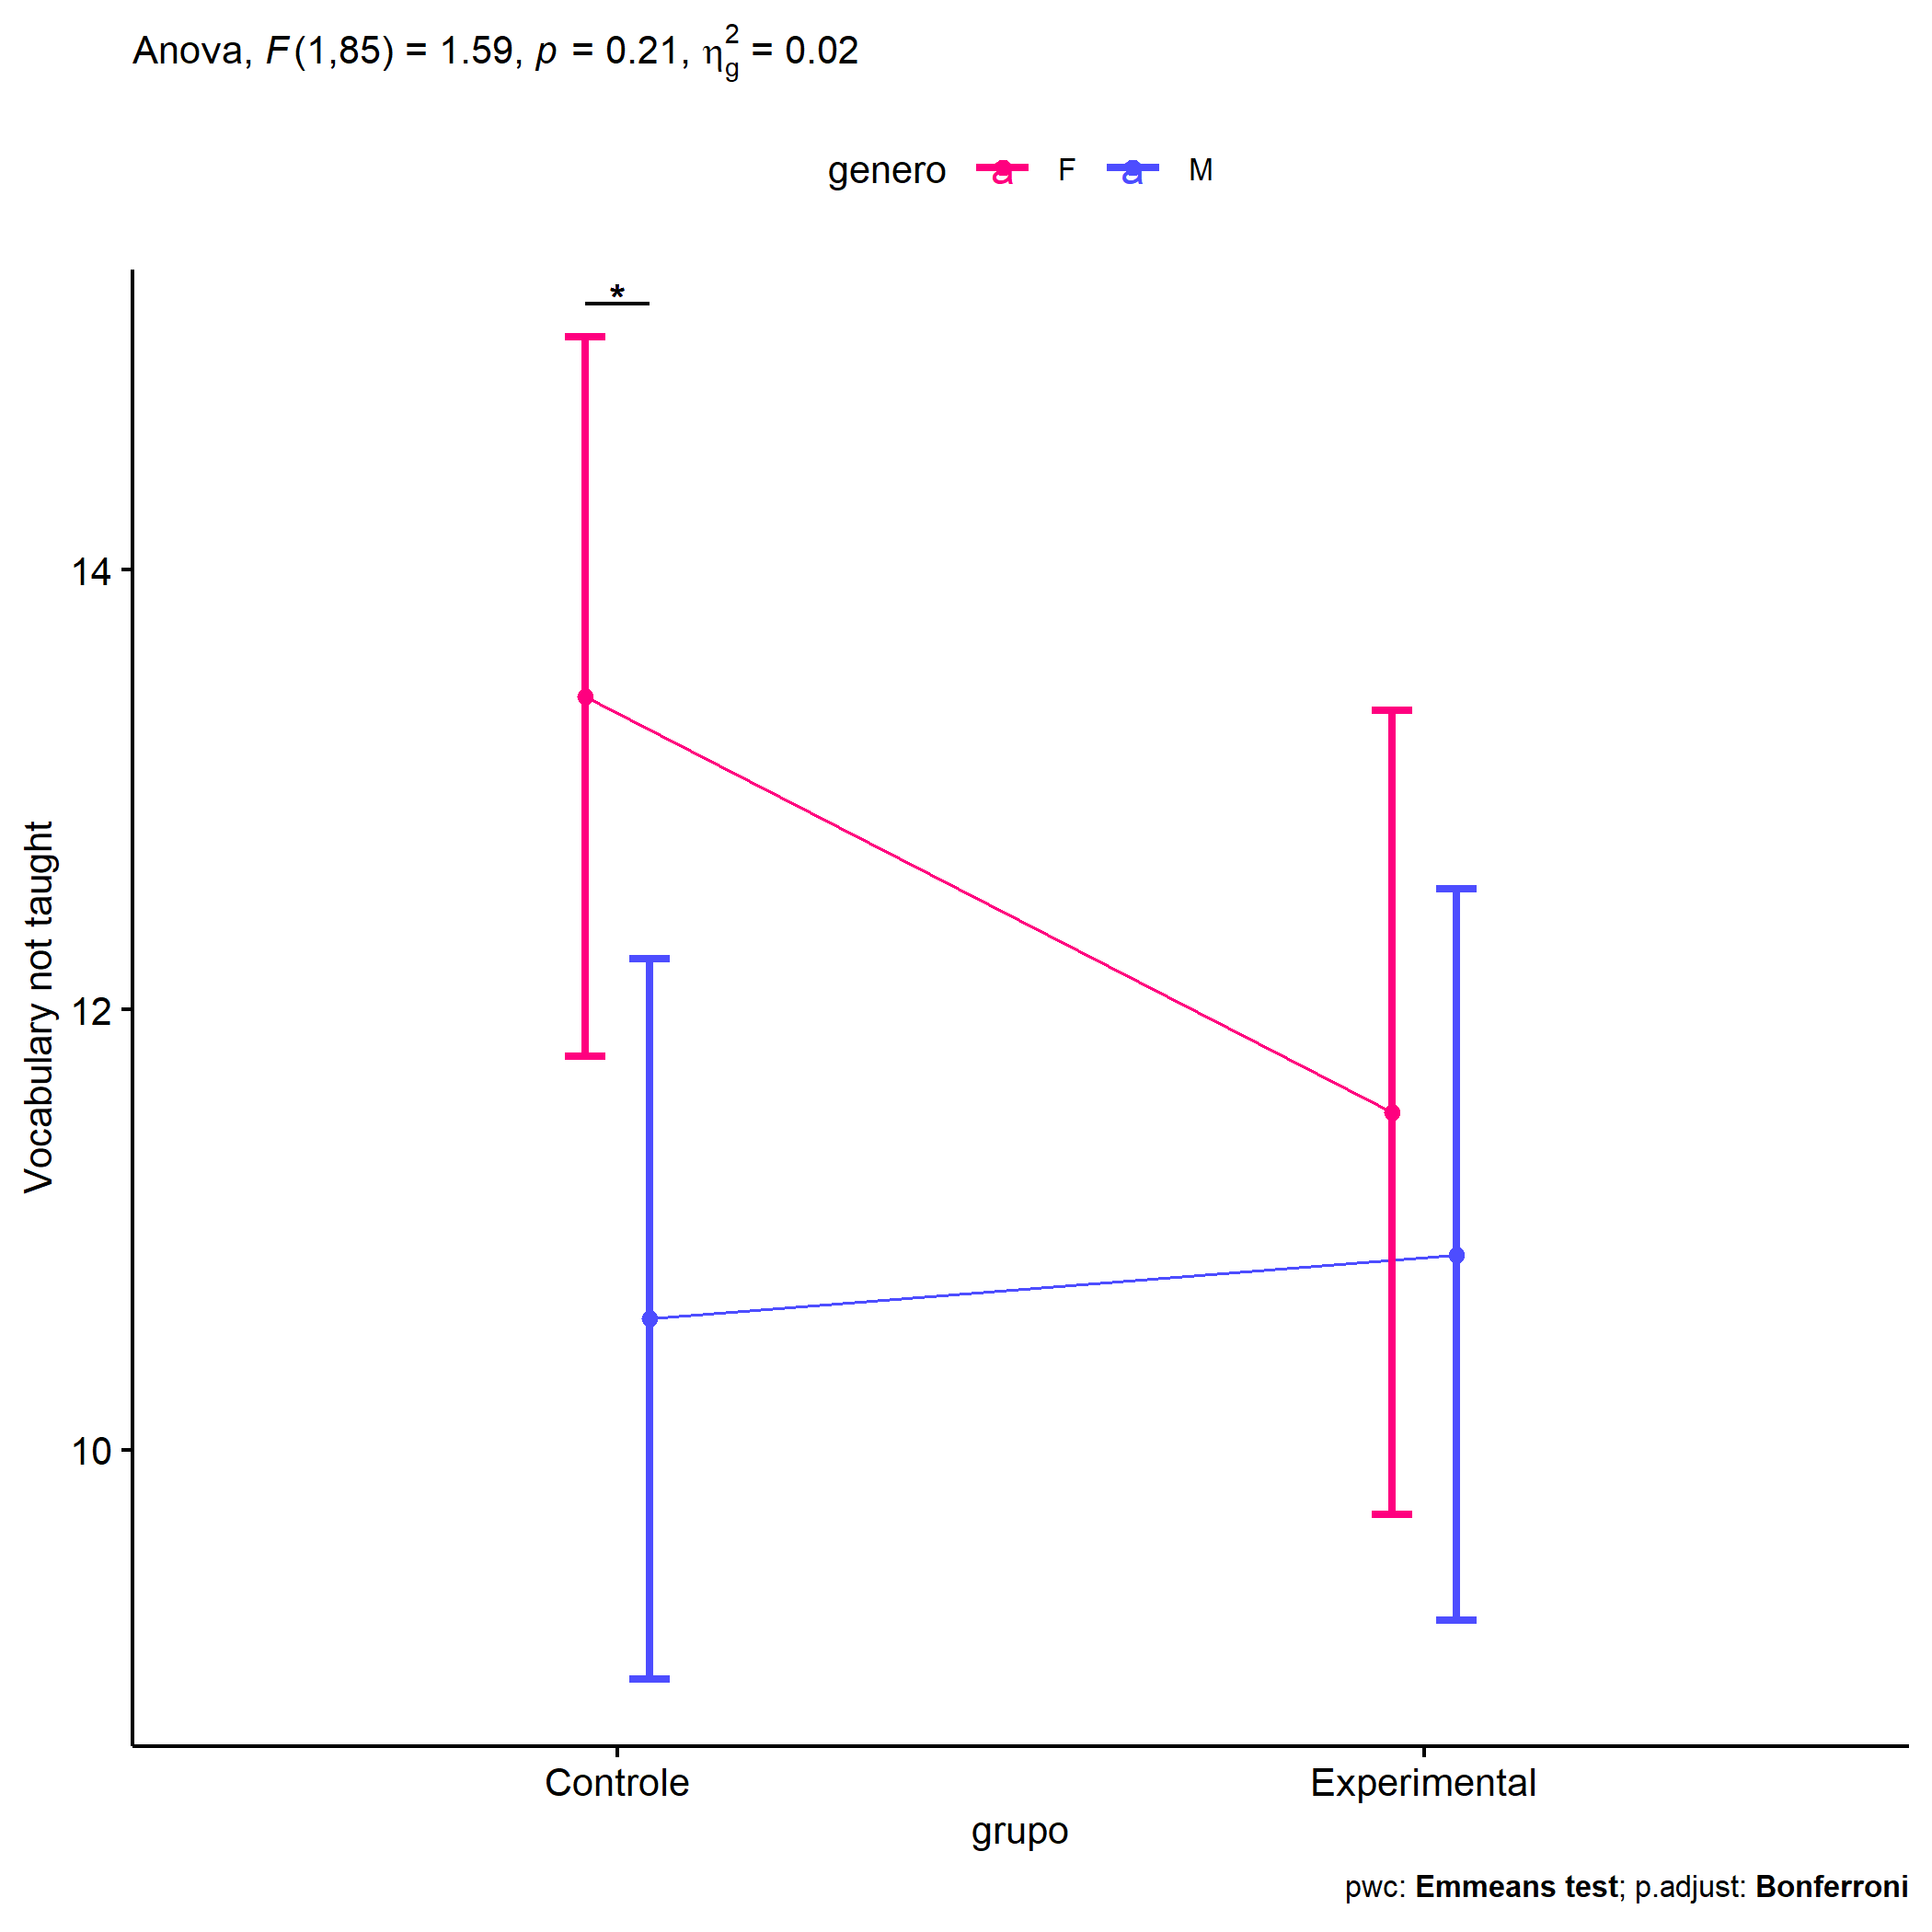 Anova, F(1,85) = 1.59, p = 0.21, η²g = 0.02
genero a F a M
*
14
12
10
Vocabulary not taught
Controle Experimental
grupo
pwc: Emmeans test; p.adjust: Bonferroni